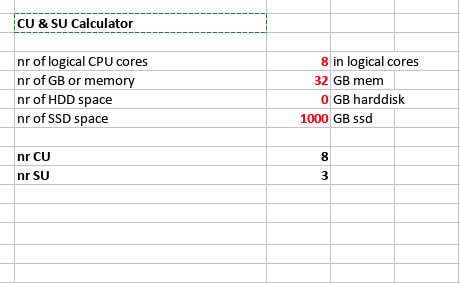 CU & SU Calculator
nr of logical CPU cores 8 in logical cores
nr of GB or memory 32 GB mem
nr of HDD space 0 GB harddisk
nr of SSD space 1000 GB ssd
nr CU 8
nr SU 3